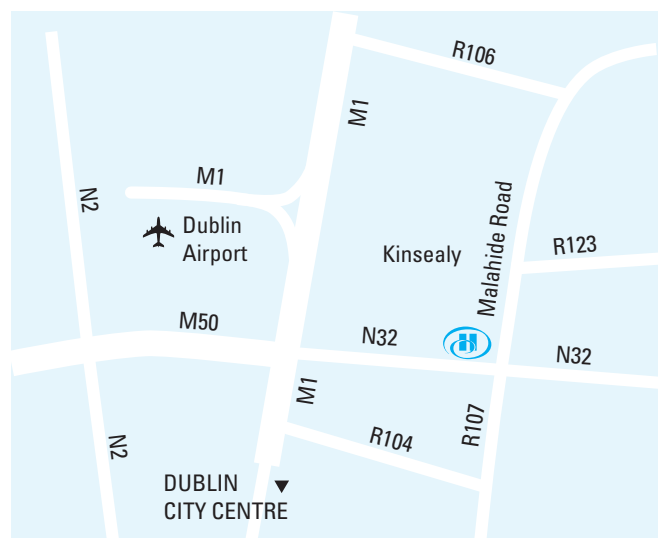 R106
M1
M1
N2
Dublin
Airport
Kinsealy
Malahide Road
R123
M50
N32
H
N32
M1
R107
R104
N2
DUBLIN
CITY CENTRE